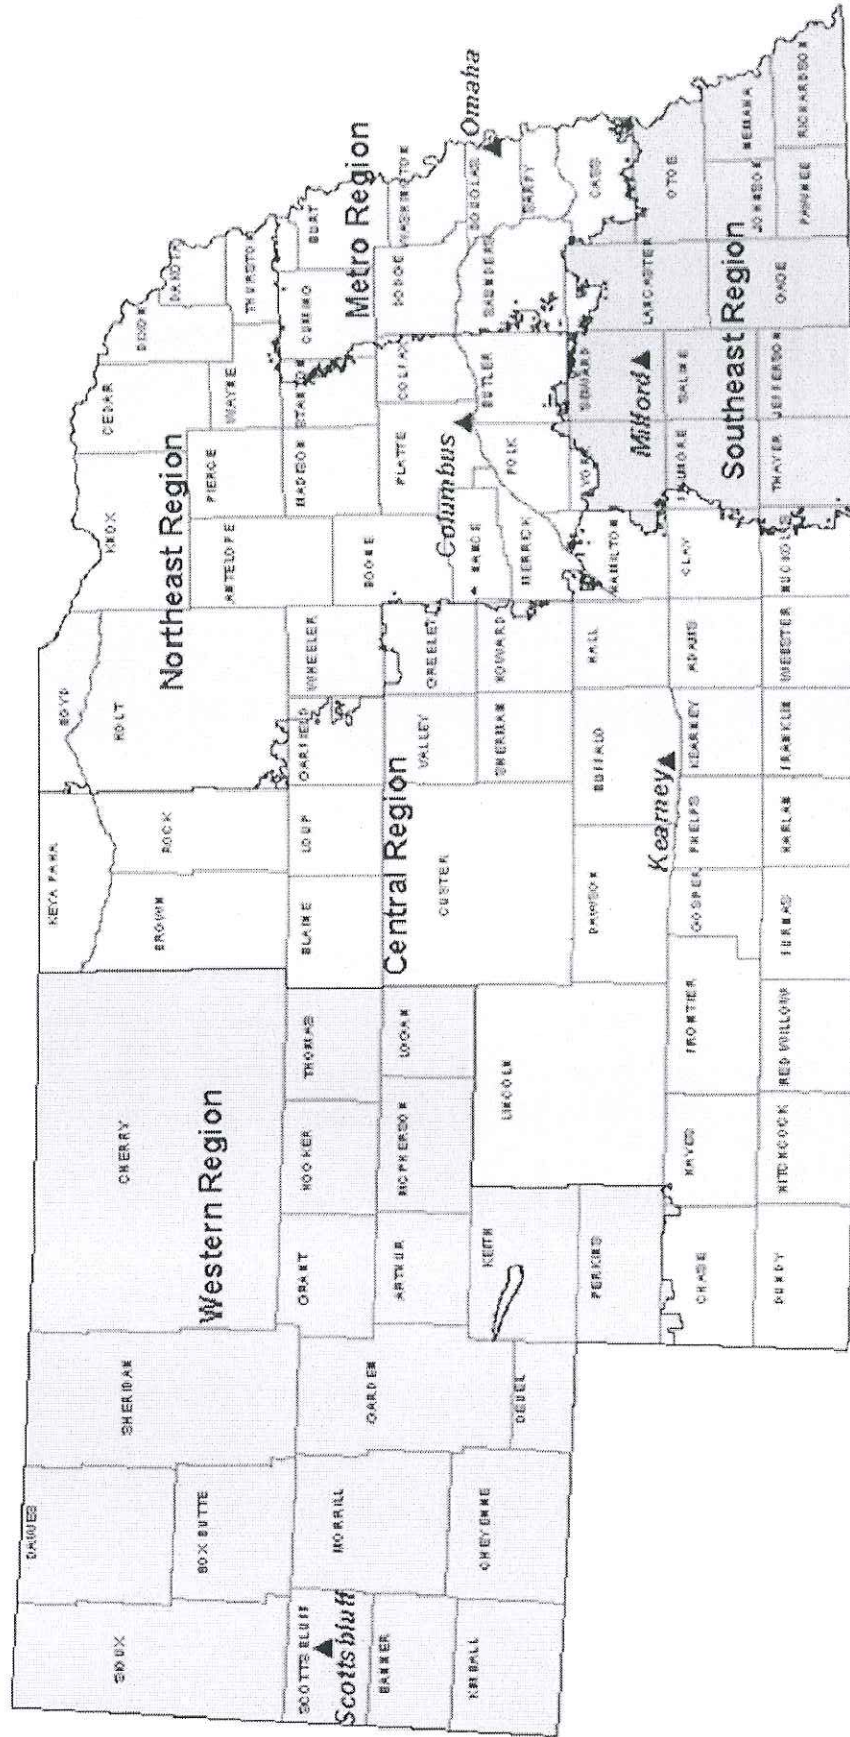 SIOUX
DAWES
BOX BUTTE
SHERIDAN
CHERRY
Western Region
KEYA PAHA
BROWN
ROCK
BOYD
HOLT
KNOX
CEDAR
DIXON
DAKOTA
Northeast Region
ANTELOPE
PIERCE
WAYNE
THURSTON
SCOTTS BLUFF
Scottsbluff
BANNER
KIMBALL
MORRILL
CHEYENNE
GARDEN
DEUEL
GRANT
HOOKER
THOMAS
ARTHUR
MCPHERSON
LOGAN
KEITH
PERKINS
LINCOLN
BLAINE
LOUP
GARFIELD
WHEELER
Central Region
CUSTER
VALLEY
GREELEY
SHERMAN
HOWARD
BOONE
MADISON
STANTON
CUMING
BURT
Metro Region
PLATTE
COLFAX
DODGE
WASHINGTON
Columbus
NANCE
MERRICK
POLK
BUTLER
SAUNDERS
DOUGLAS
Omaha
SARPY
CASS
DAWSON
BUFFALO
HALL
HAMILTON
YORK
SEWARD
LANCASTER
OTOE
Milford
Kearney
CHASE
HAYES
FRONTIER
GOSPER
PHELPS
KEARNEY
ADAMS
CLAY
FILLMORE
SALINE
Southeast Region
GAGE
JOHNSON
NEMAHA
DUNDY
HITCHCOCK
RED WILLOW
FURNAS
HARLAN
FRANKLIN
WEBSTER
NUCKOLLS
THAYER
JEFFERSON
PAWNEE
RICHARDSON